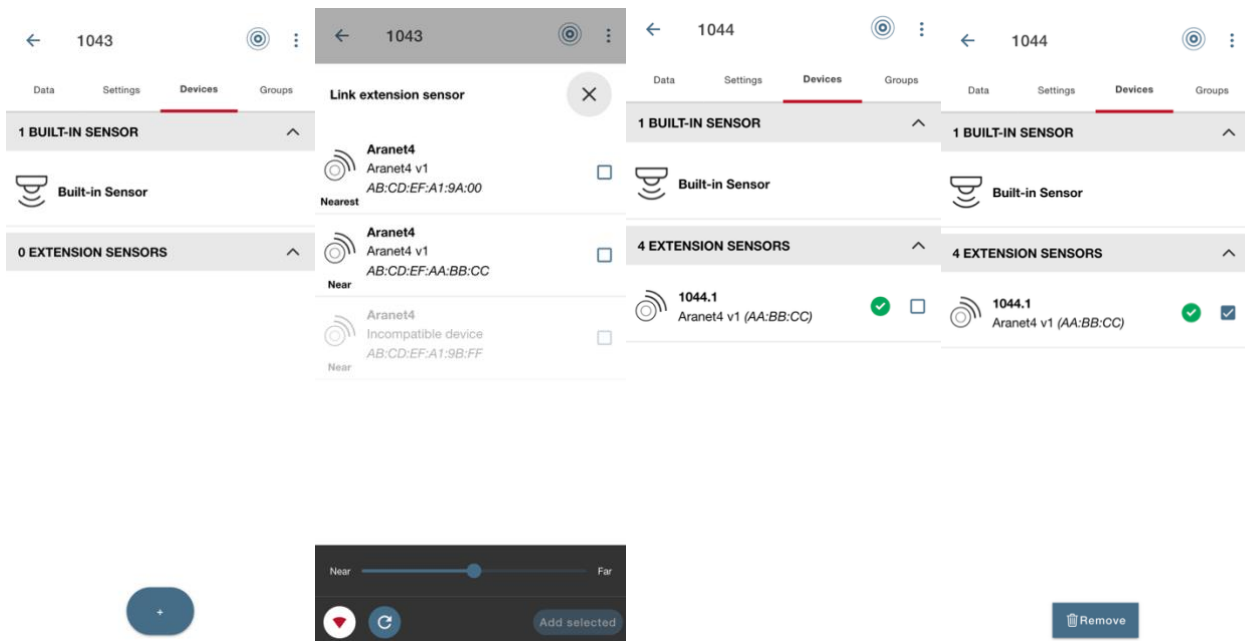 1043
Data
Settings
Devices
Groups
1 BUILT-IN SENSOR
Built-in Sensor
0 EXTENSION SENSORS
+
1043
Link extension sensor
Aranet4
Aranet4 v1
AB:CD:EF:A1:9A:00
Nearest
Aranet4
Aranet4 v1
AB:CD:EF:AA:BB:CC
Near
Aranet4
Incompatible device
AB:CD:EF:A1:9B:FF
Near
Near
Far
Add selected
1044
Data
Settings
Devices
Groups
1 BUILT-IN SENSOR
Built-in Sensor
4 EXTENSION SENSORS
1044.1
Aranet4 v1 (AA:BB:CC)
1044
Data
Settings
Devices
Groups
1 BUILT-IN SENSOR
Built-in Sensor
4 EXTENSION SENSORS
1044.1
Aranet4 v1 (AA:BB:CC)
Remove